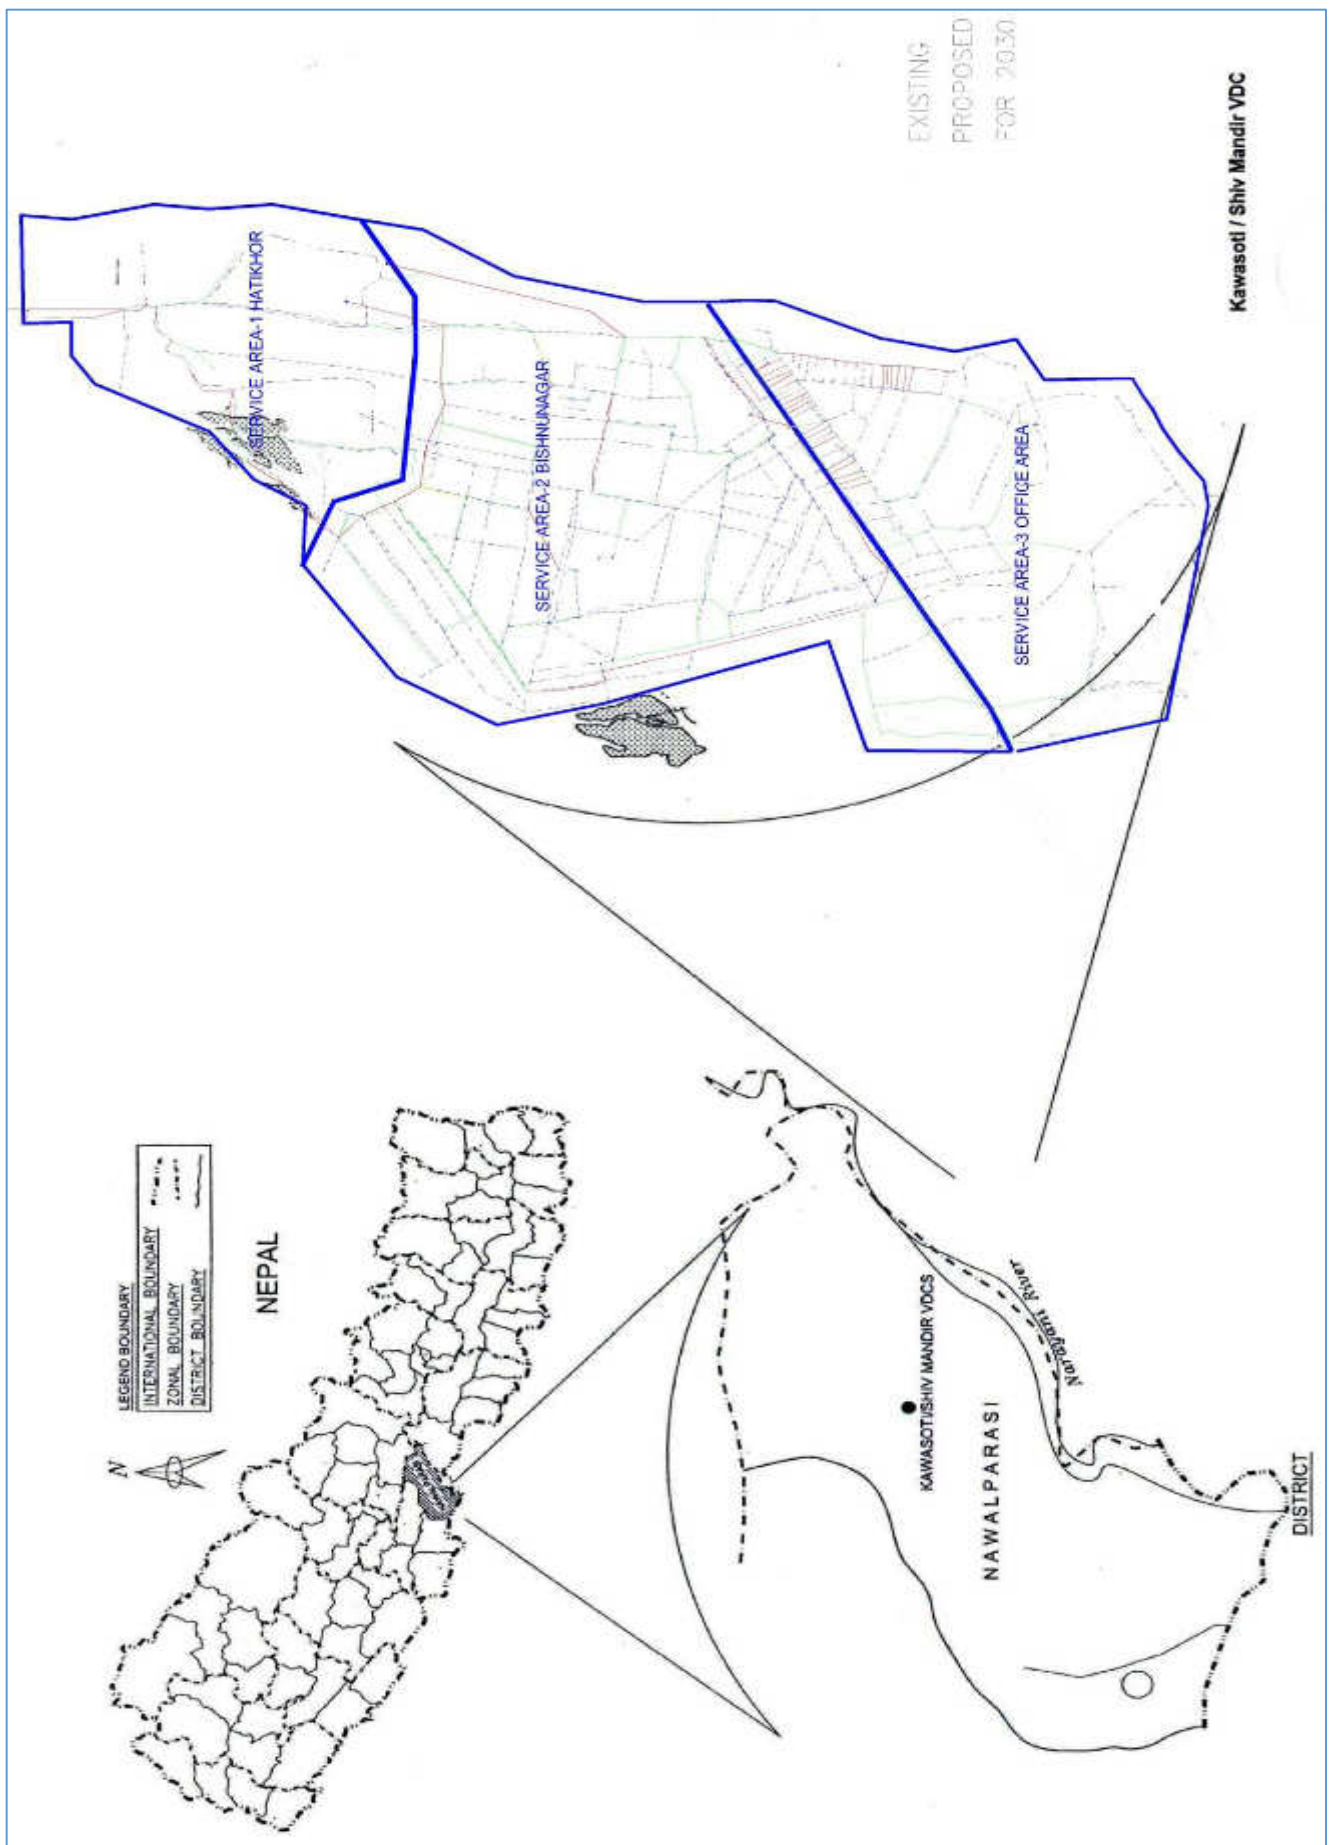 LEGEND BOUNDARY
INTERNATIONAL BOUNDARY
ZONAL BOUNDARY
DISTRICT BOUNDARY
N
NEPAL
KAWASOTI/SHIV MANDIR VDCS
NAWALPARASI
Narayani River
DISTRICT
SERVICE AREA-1 HATIKHOR
SERVICE AREA-2 BISHNUNAGAR
SERVICE AREA-3 OFFICE AREA
EXISTING
PROPOSED
FOR 2030
Kawasoti / Shiv Mandir VDC